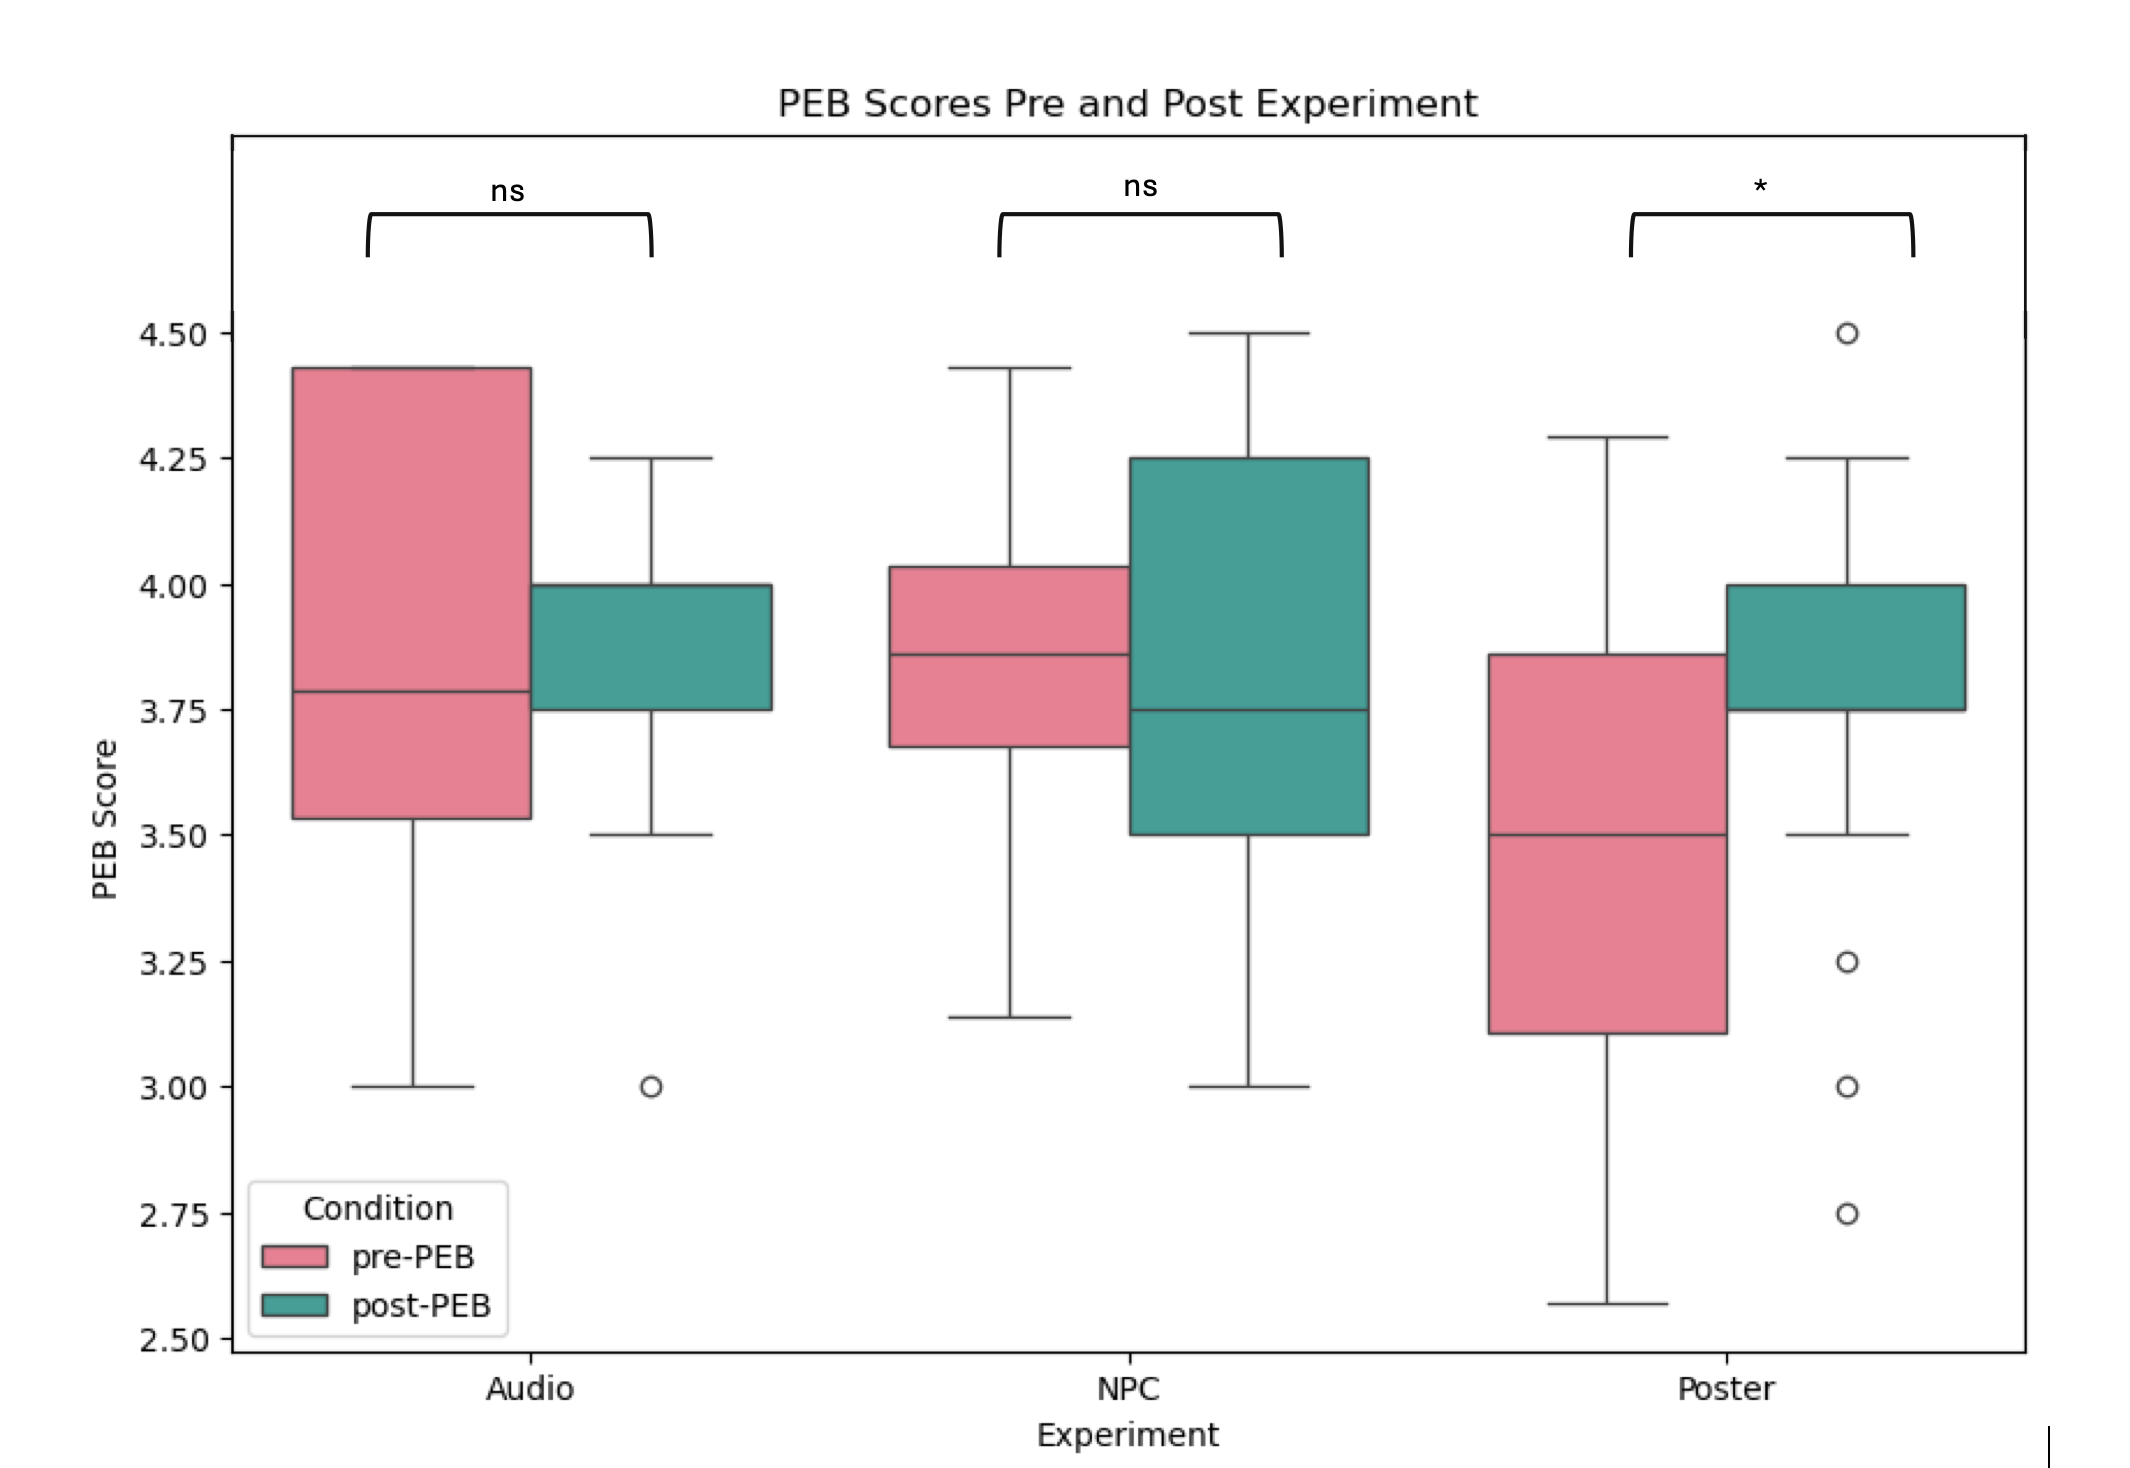 PEB Scores Pre and Post Experiment
ns
ns
*
4.50
4.25
4.00
3.75
3.50
3.25
3.00
2.75
2.50
PEB Score
Condition
pre-PEB
post-PEB
Audio
NPC
Poster
Experiment